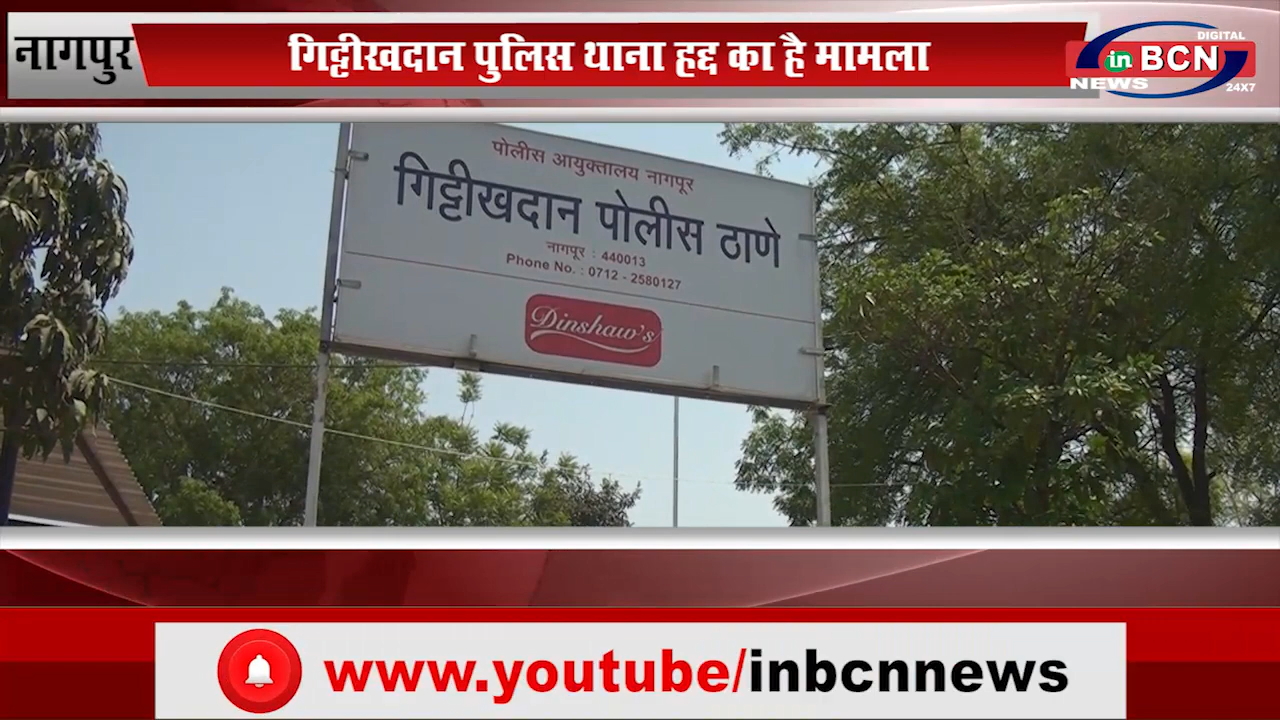 नागपुर
गिट्टीखदान पुलिस थाना हद्द का है मामला
DIGITAL
in BCN
NEWS
24X7
पोलीस आयुक्तालय नागपूर
गिट्टीखदान पोलीस ठाणे
नागपूर : 440013
Phone No. : 0712 - 2580127
Dinshaw's
www.youtube/inbcnnews